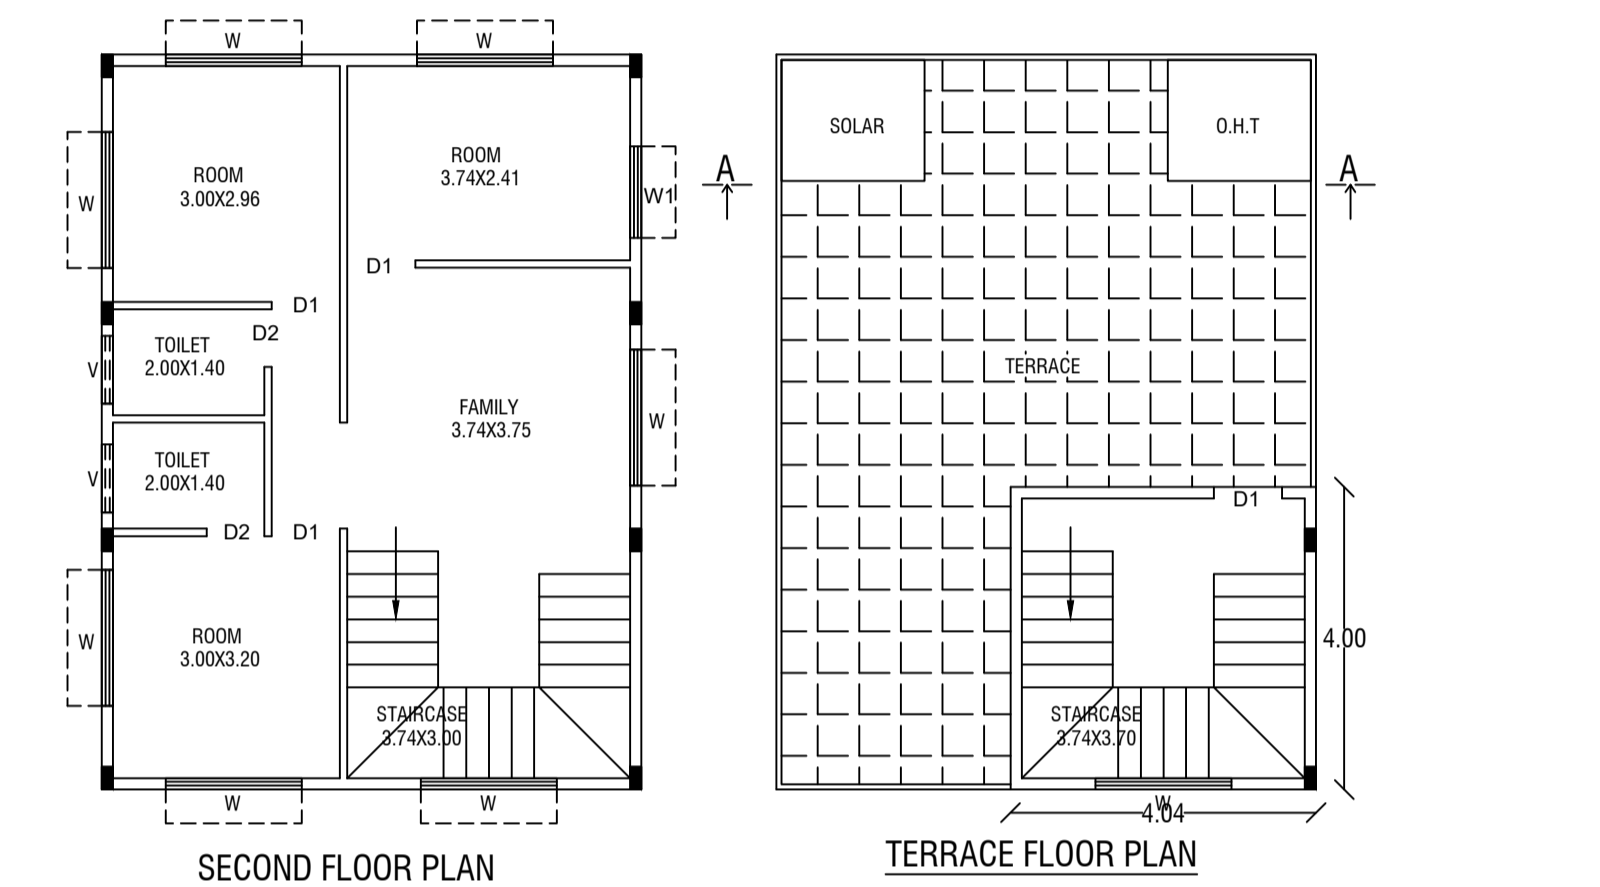 W
W
ROOM
3.00X2.96
ROOM
3.74X2.41
W
W1
D1
D1
D2
TOILET
2.00X1.40
V
FAMILY
3.74X3.75
W
TOILET
2.00X1.40
V
D2
D1
ROOM
3.00X3.20
W
STAIRCASE
3.74X3.00
W
W
SECOND FLOOR PLAN
SOLAR
O.H.T
A
A
TERRACE
D1
4.00
STAIRCASE
3.74X3.70
W
4.04
TERRACE FLOOR PLAN